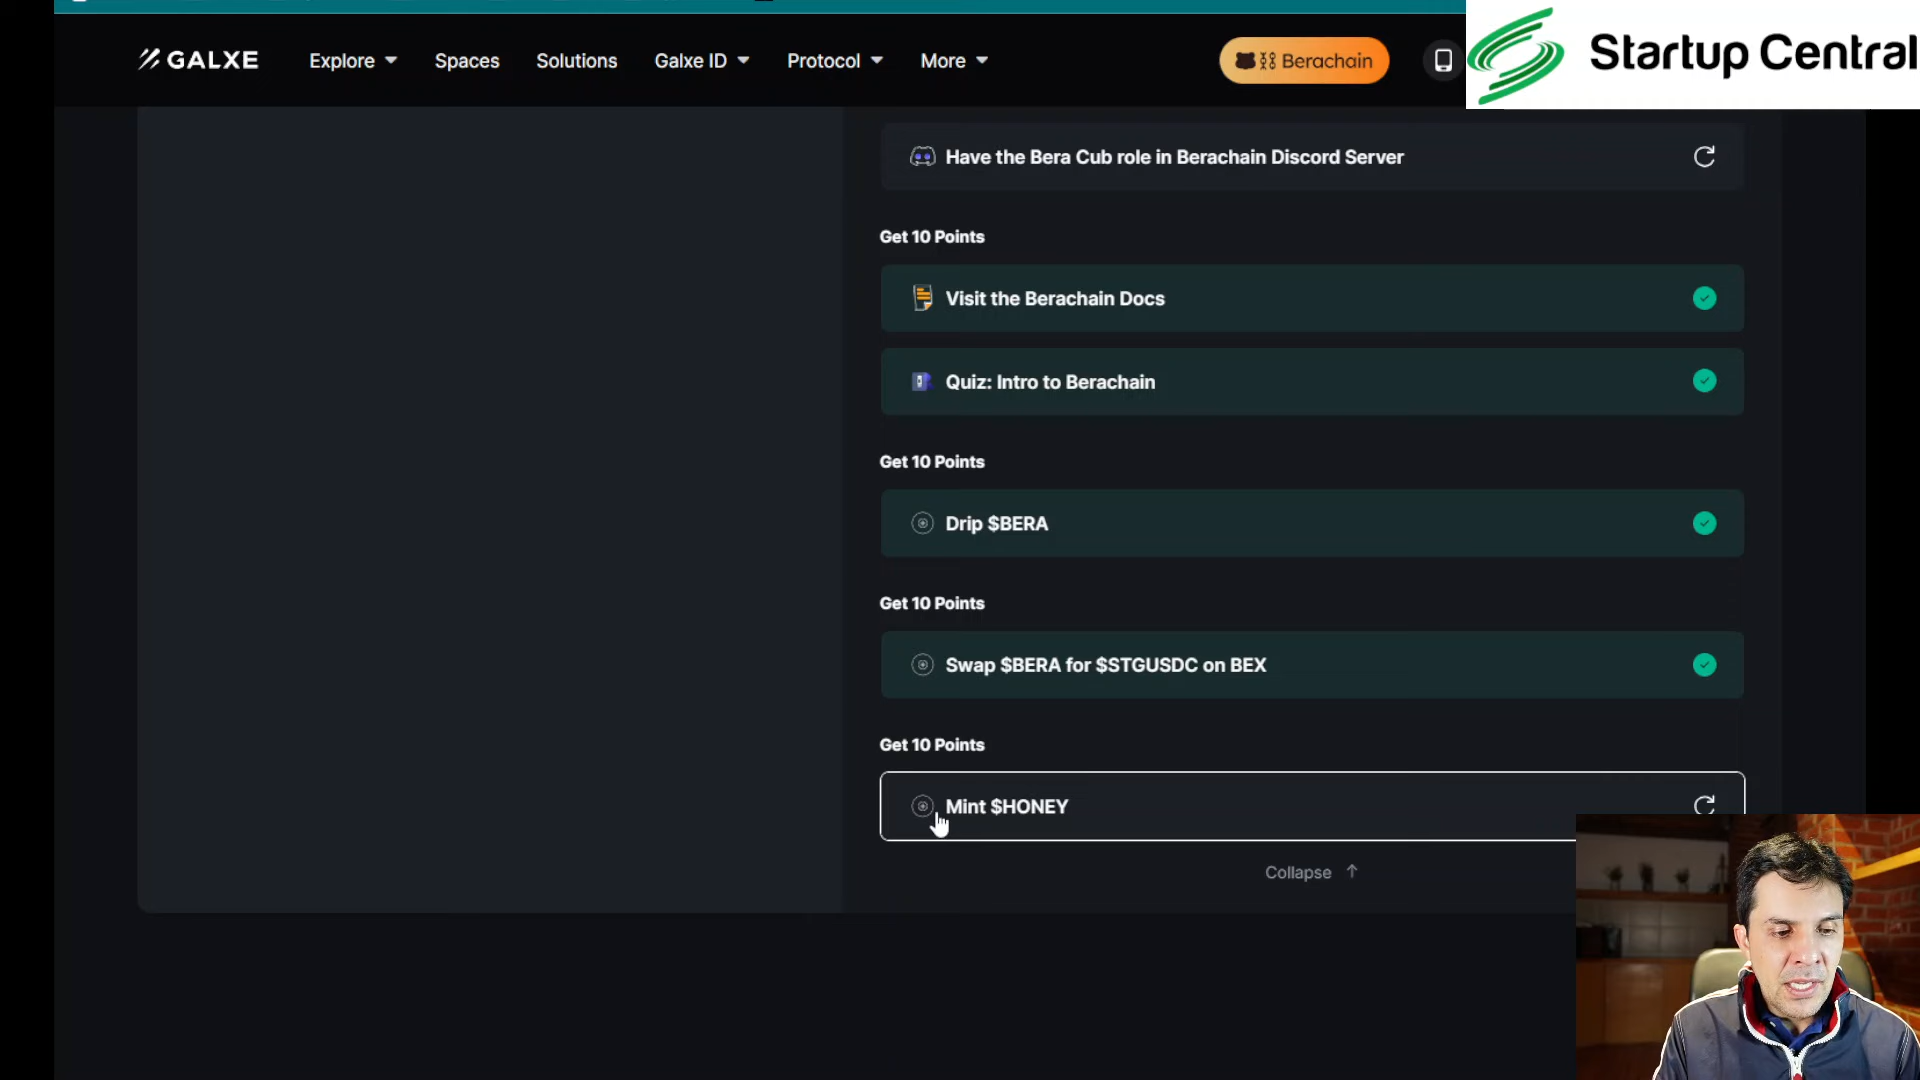 GALXE
Explore
Spaces
Solutions
Galxe ID
Protocol
More
Berachain
Startup Central
Have the Bera Cub role in Berachain Discord Server
Get 10 Points
Visit the Berachain Docs
Quiz: Intro to Berachain
Get 10 Points
Drip $BERA
Get 10 Points
Swap $BERA for $STGUSDC on BEX
Get 10 Points
Mint $HONEY
Collapse